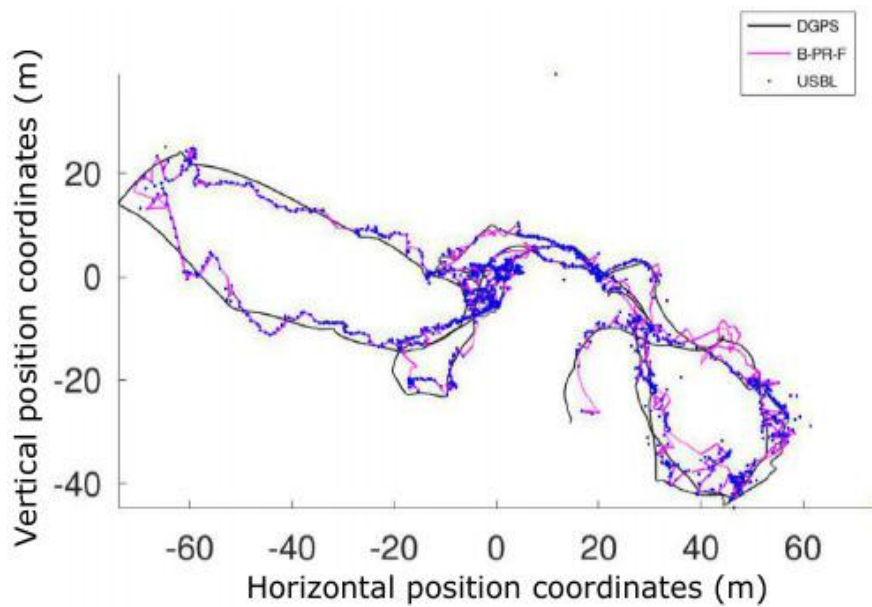 DGPS
B-PR-F
USBL
Vertical position coordinates (m)
20
0
-20
-40
-60 -40 -20 0 20 40 60
Horizontal position coordinates (m)